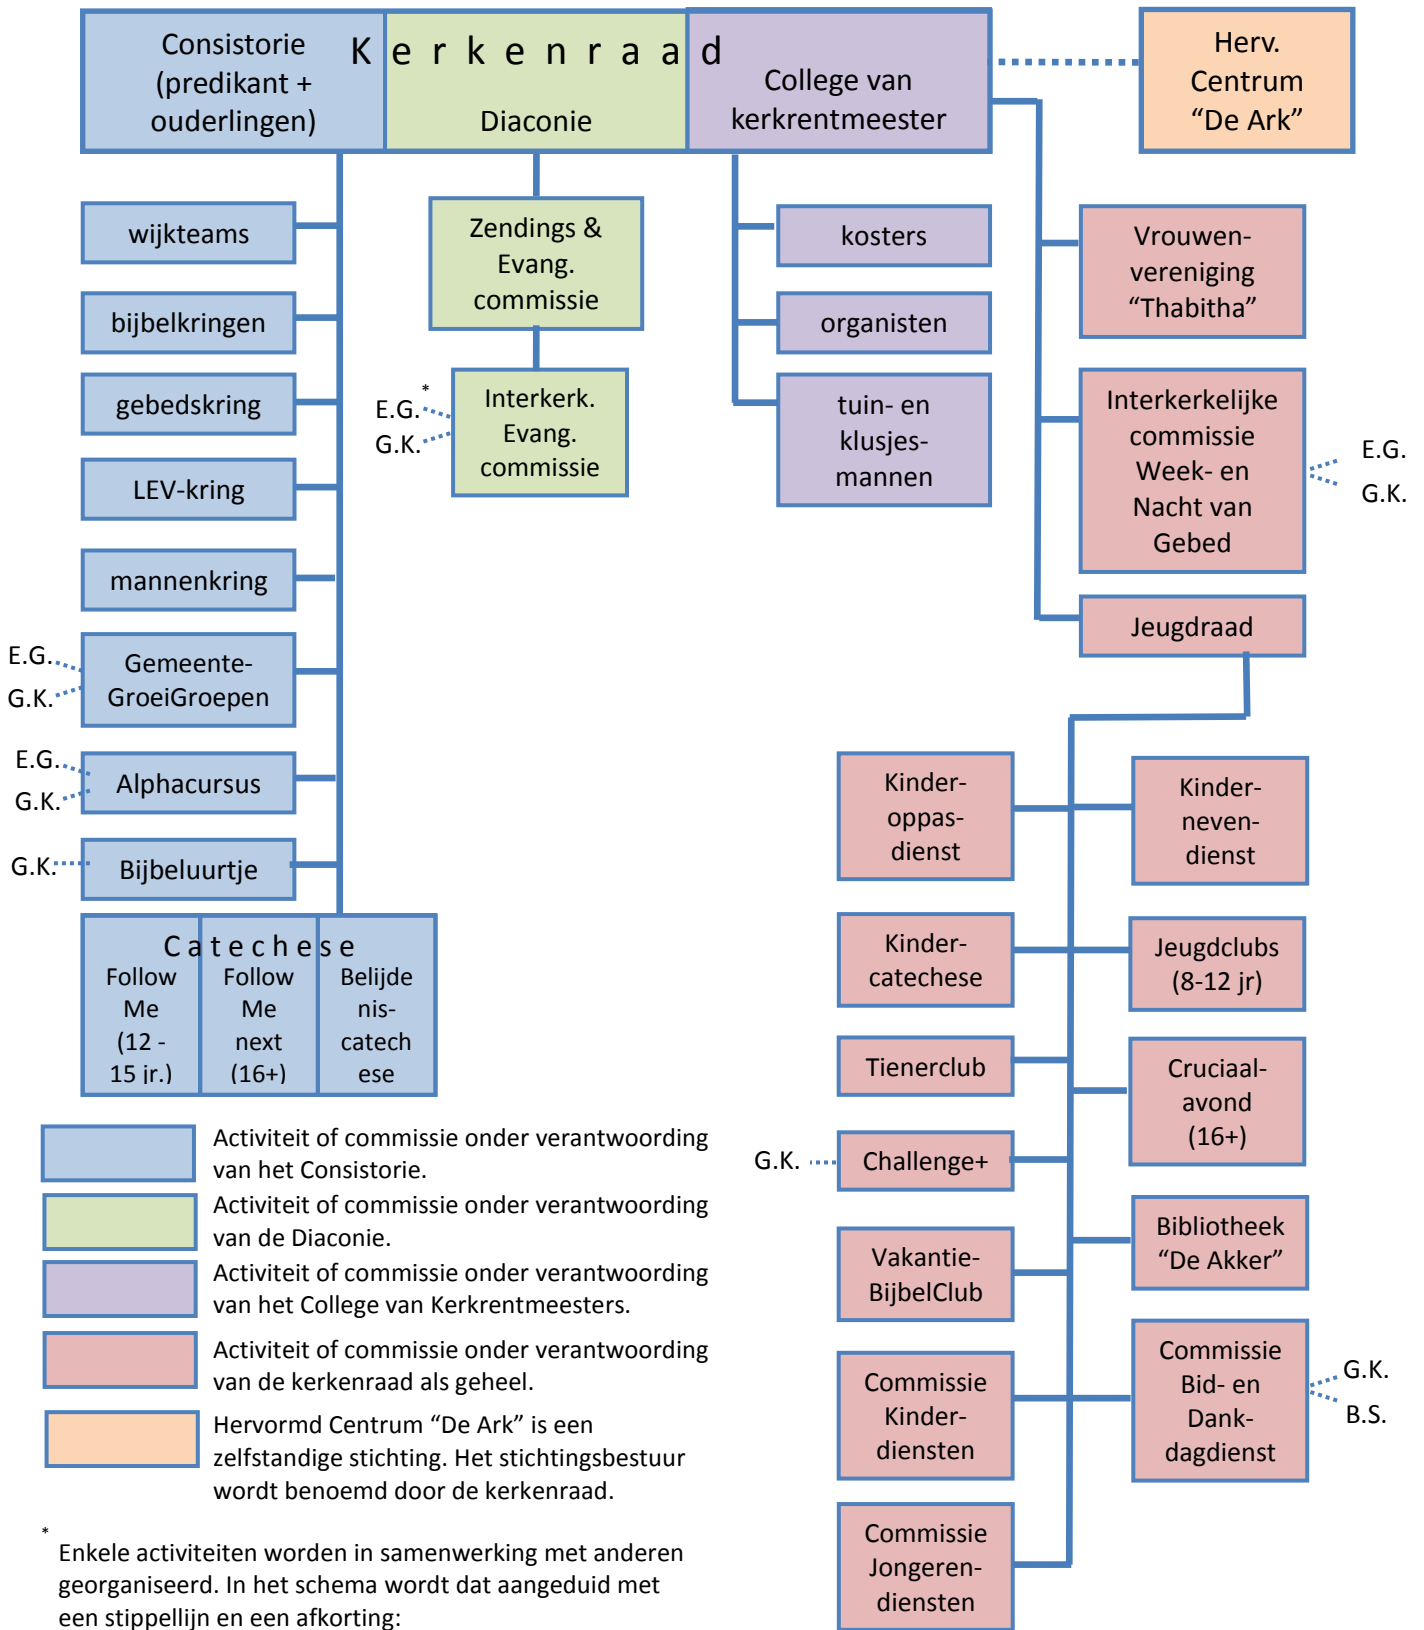 Kerkenraad
Consistorie
(predikant +
ouderlingen)
Diaconie
College van
kerkrentmeester
Herv.
Centrum
“De Ark”
wijkteams
bijbelkringen
gebedskring
LEV-kring
mannenkring
E.G.
G.K.
Gemeente-
GroeiGroepen
E.G.
G.K.
Alphacursus
G.K.
Bijbeluurtje
Catechese
Follow
Me
(12 -
15 jr.)
Follow
Me
next
(16+)
Belijde
nis-
catech
ese
Zendings &
Evang.
commissie
*
E.G.
G.K.
Interkerk.
Evang.
commissie
kosters
organisten
tuin- en
klusjes-
mannen
Vrouwen-
vereniging
“Thabitha”
Interkerkelijke
commissie
Week- en
Nacht van
Gebed
E.G.
G.K.
Jeugdraad
Kinder-
oppas-
dienst
Kinder-
neven-
dienst
Kinder-
catechese
Jeugdclubs
(8-12 jr)
Tienerclub
Cruciaal-
avond
(16+)
G.K.
Challenge+
Bibliotheek
“De Akker”
Vakantie-
BijbelClub
Commissie
Kinder-
diensten
Commissie
Bid- en
Dank-
dagdienst
G.K.
B.S.
Commissie
Jongeren-
diensten
Activiteit of commissie onder verantwoording
van het Consistorie.
Activiteit of commissie onder verantwoording
van de Diaconie.
Activiteit of commissie onder verantwoording
van het College van Kerkrentmeesters.
Activiteit of commissie onder verantwoording
van de kerkenraad als geheel.
Hervormd Centrum “De Ark” is een
zelfstandige stichting. Het stichtingsbestuur
wordt benoemd door de kerkenraad.
*
Enkele activiteiten worden in samenwerking met anderen
georganiseerd. In het schema wordt dat aangeduid met
een stippellijn en een afkorting: